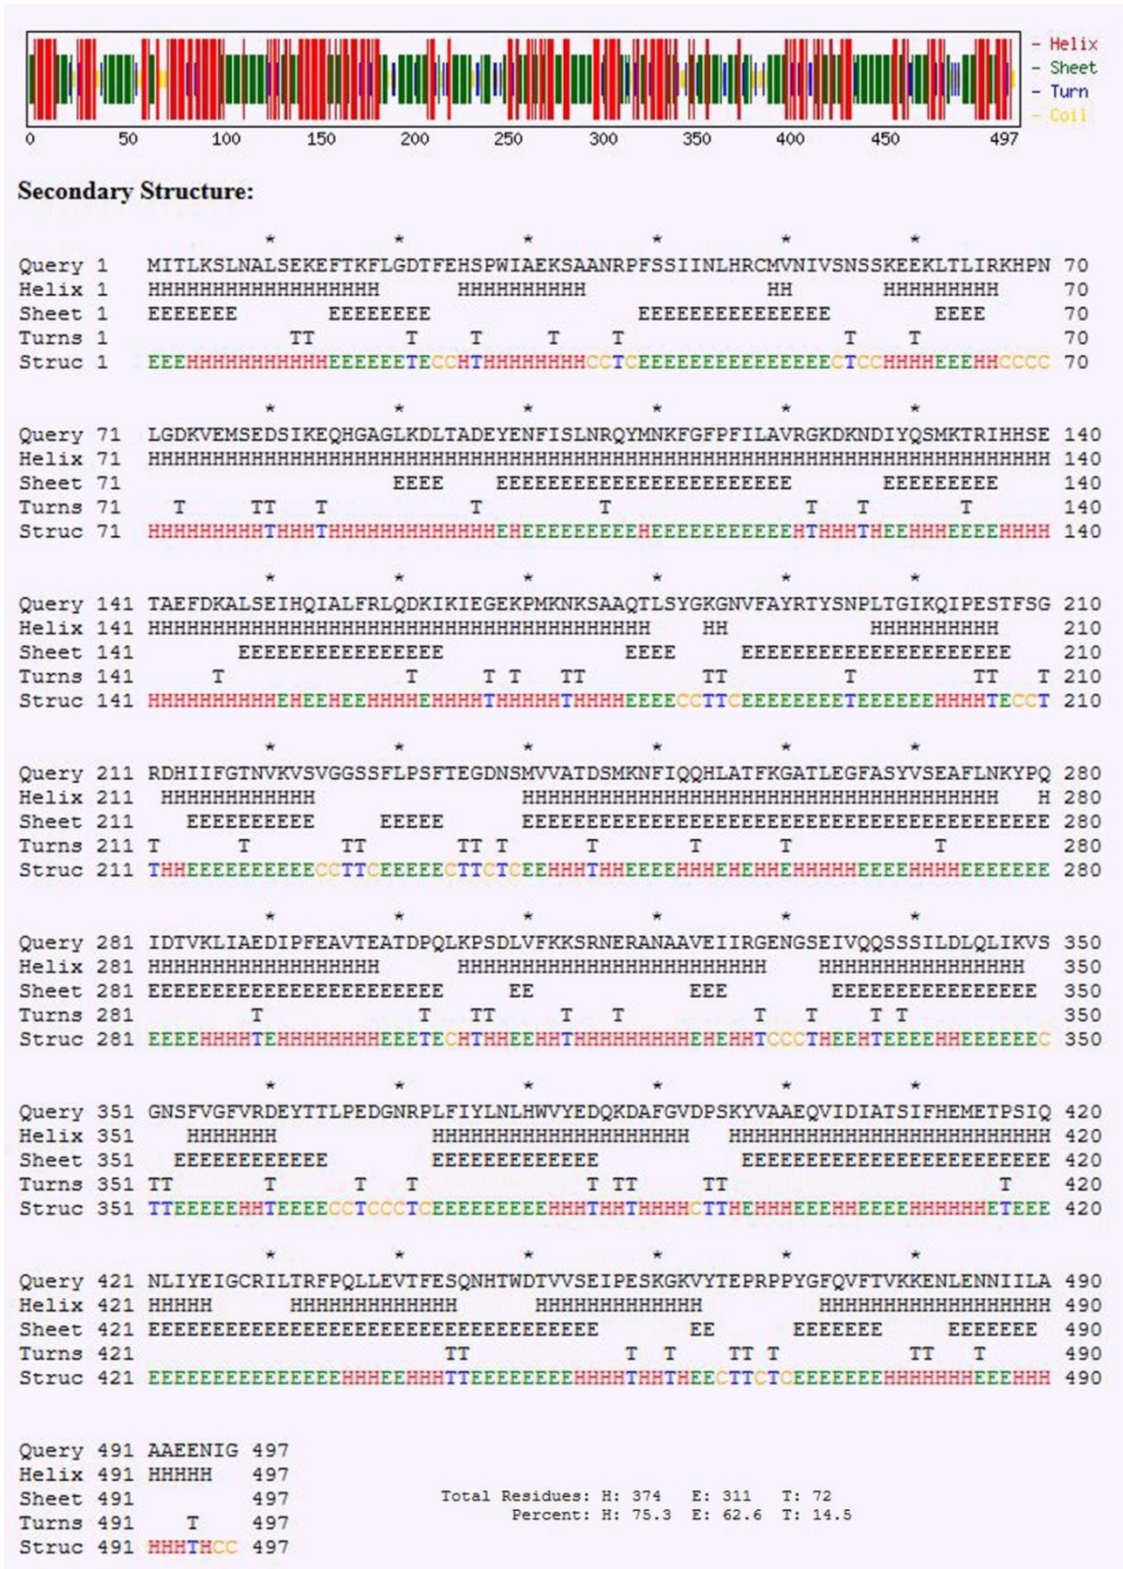 - Helix
- Sheet
- Turn
- Coil
0 50 100 150 200 250 300 350 400 450 497
Secondary Structure:
* * * * * *
Query 1 MITLKSLNALSEKEFTKFLGDTFEHSPWIAEKSAANRPFSSIINLHRCMVNIVSNSSKEEKLTLIRKHPN 70
Helix 1 HHHHHHHHHHHHHHHHHH HHHHHHHHHH HH HHHHHHHHH 70
Sheet 1 EEEEEEE EEEEEEEE EEEEEEEEEEEEEEE EEEE 70
Turns 1 TT T T T T T T 70
Struc 1 EEEHHHHHHHHHHHEEEEEETECCHTHHHHHHHHCCTCEEEEEEEEEEEEEEECTCCHHHHEEEHHCCCC 70
* * * * * *
Query 71 LGDKVEMSEDSIKEQHGAGLKDLTADEYENFISLNRQYMNKFGFPFILAVRGKDKNDIYQSMKTRIHHSE 140
Helix 71 HHHHHHHHHHHHHHHHHHHHHHHHHHHHHHHHHHHHHHHHHHHHHHHHHHHHHHHHHHHHHHHHHHHHHH 140
Sheet 71 EEEE EEEEEEEEEEEEEEEEEEEEEEE EEEEEEEEE 140
Turns 71 T TT T T T T T T 140
Struc 71 HHHHHHHHHTHHHTHHHHHHHHHHHHHEHEEEEEEEEEHEEEEEEEEEEEHTHHHTHEEHHHEEEEHHHH 140
* * * * * *
Query 141 TAEFDKALSEIHQIALFRLQDKIKIEGEKPMKNKSAAQTLSYGKGNVFAYRTYSNPLTGIKQIPESTFSG 210
Helix 141 HHHHHHHHHHHHHHHHHHHHHHHHHHHHHHHHHHHHHHH HH HHHHHHHHHH 210
Sheet 141 EEEEEEEEEEEEEEEE EEEE EEEEEEEEEEEEEEEEEEEEE 210
Turns 141 T T T T TT TT T TT T 210
Struc 141 HHHHHHHHHHEHEEHEEHHHHEHHHHTHHHHHTHHHHEEEECCTTCEEEEEEEETEEEEEEHHHHTECCT 210
* * * * * *
Query 211 RDHIIFGTNVKVSVGGSSFLPSFTEGDNSMVVATDSMKNFIQQHLATFKGATLEGFASYVSEAFLNKYPQ 280
Helix 211 HHHHHHHHHHHH HHHHHHHHHHHHHHHHHHHHHHHHHHHHHHHHHHHHH H 280
Sheet 211 EEEEEEEEEE EEEEE EEEEEEEEEEEEEEEEEEEEEEEEEEEEEEEEEEEEEEEEE 280
Turns 211 T T TT TT T T T T T 280
Struc 211 THHEEEEEEEEEECCTTCEEEEECTTCTCEEHHHTHHEEEEHHHEHEHHEHHHHHEEEEHHHHEEEEEEE 280
* * * * * *
Query 281 IDTVKLIAEDIPFEAVTEATDPQLKPSDLVFKKSRNERANAAVEIIRGENGSEIVQQSSSILDLQLIKVS 350
Helix 281 HHHHHHHHHHHHHHHHHH HHHHHHHHHHHHHHHHHHHHHHHH HHHHHHHHHHHHHHHH 350
Sheet 281 EEEEEEEEEEEEEEEEEEEEEEE EE EEE EEEEEEEEEEEEEEEE 350
Turns 281 T T TT T T T T T T 350
Struc 281 EEEEHHHHTEHHHHHHHHEEETECHTHHEEHHTHHHHHHHHHEHEHHTCCCTHEEHTEEEEHHEEEEEEC 350
* * * * * *
Query 351 GNSFVGFVRDEYTTLPEDGNRPLFIYLNLHWVYEDQKDAFGVDPSKYVAAEQVIDIATSIFHEMETPSIQ 420
Helix 351 HHHHHHH HHHHHHHHHHHHHHHHHHHH HHHHHHHHHHHHHHHHHHHHHHHHH 420
Sheet 351 EEEEEEEEEEEE EEEEEEEEEEEEE EEEEEEEEEEEEEEEEEEEEEEEE 420
Turns 351 TT T T T T TT TT T 420
Struc 351 TTEEEEEHHTEEEECCTCCCTCEEEEEEEEEHHHTHHTHHHHCTTHEHHHEEEHHEEEEHHHHHHETEEE 420
* * * * * *
Query 421 NLIYEIGCRILTRFPQLLEVTFESQNHTWDTVVSEIPESKGKVYTEPRPPYGFQVFTVKKENLENNIILA 490
Helix 421 HHHHH HHHHHHHHHHHHH HHHHHHHHHHHHH HHHHHHHHHHHHHHHHHH 490
Sheet 421 EEEEEEEEEEEEEEEEEEEEEEEEEEEEEEEEEEE EE EEEEEEE EEEEEEE 490
Turns 421 TT T T TT T TT T 490
Struc 421 EEEEEEEEEEEEEEEHHHEEHHHTTEEEEEEEEHHHHTHHTHEECTTCTCEEEEEEEHHHHHHHEEEHHH 490
Query 491 AAEENIG 497
Helix 491 HHHHH 497
Sheet 491 497
Turns 491 T 497
Struc 491 HHHTHCC 497
Total Residues: H: 374 E: 311 T: 72
Percent: H: 75.3 E: 62.6 T: 14.5